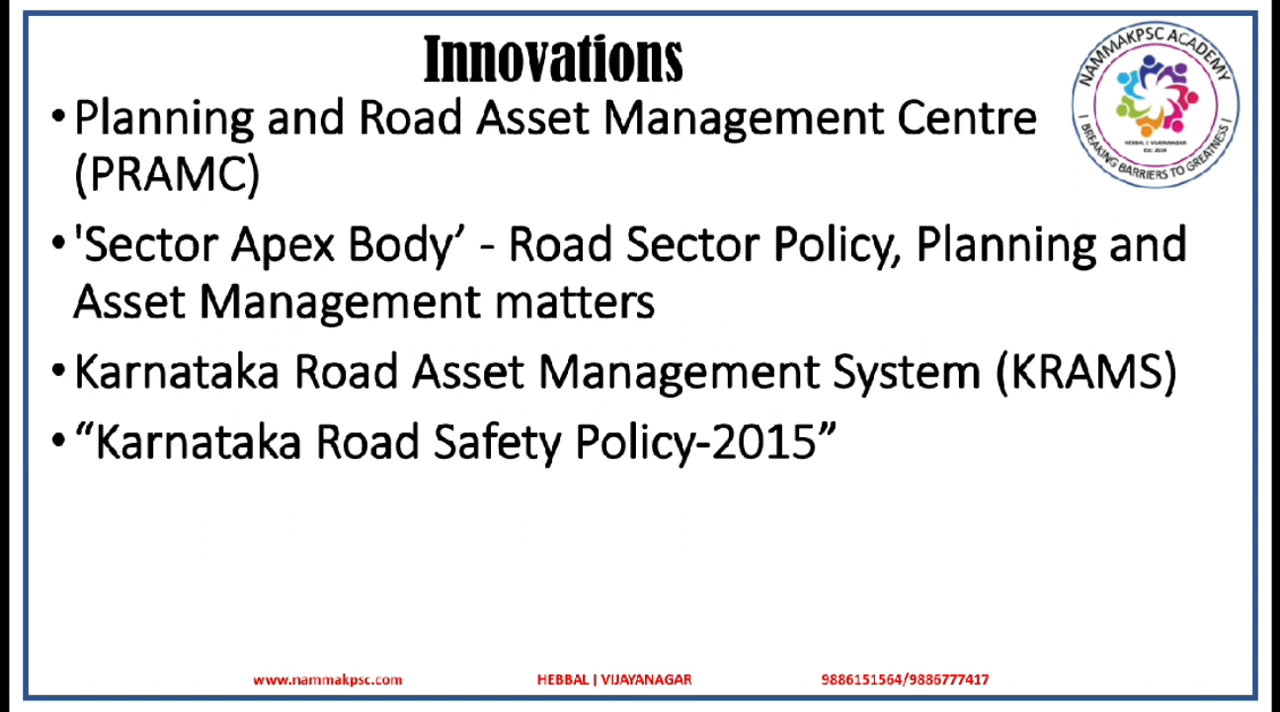 Innovations
NAMMAKPSC ACADEMY
HEBBAL | VIJAYANAGAR
Est: 2019
| BREAKING BARRIERS TO GREATNESS |
•Planning and Road Asset Management Centre
(PRAMC)
•'Sector Apex Body’ - Road Sector Policy, Planning and
Asset Management matters
•Karnataka Road Asset Management System (KRAMS)
•“Karnataka Road Safety Policy-2015”
www.nammakpsc.com
HEBBAL | VIJAYANAGAR
9886151564/9886777417